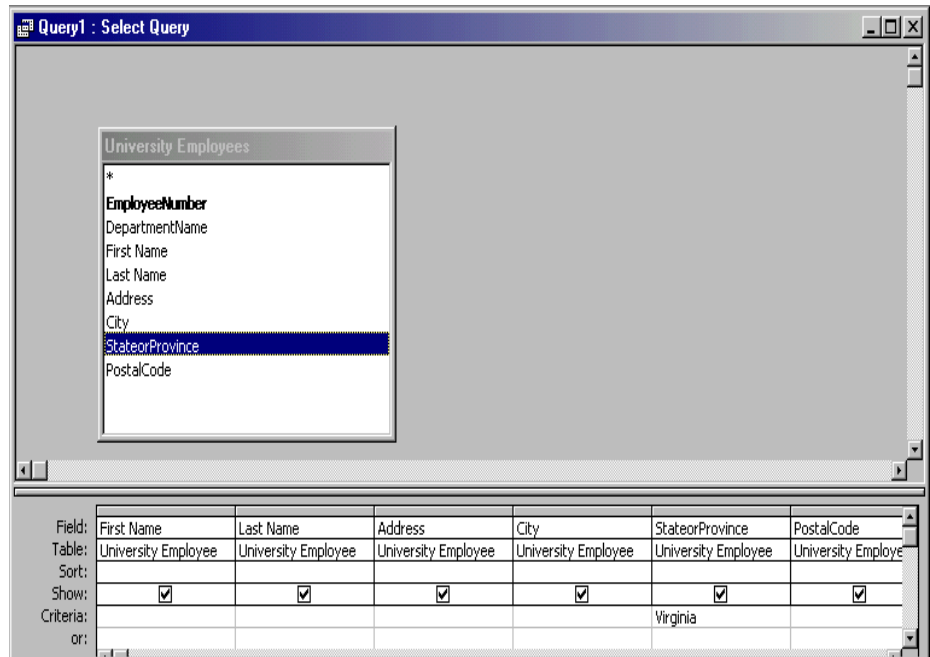 Query1 : Select Query
University Employees
*
EmployeeNumber
DepartmentName
First Name
Last Name
Address
City
StateorProvince
PostalCode
Field: First Name Last Name Address City StateorProvince PostalCode
Table: University Employee University Employee University Employee University Employee University Employee University Employe
Sort:
Show:
Criteria: Virginia
or: